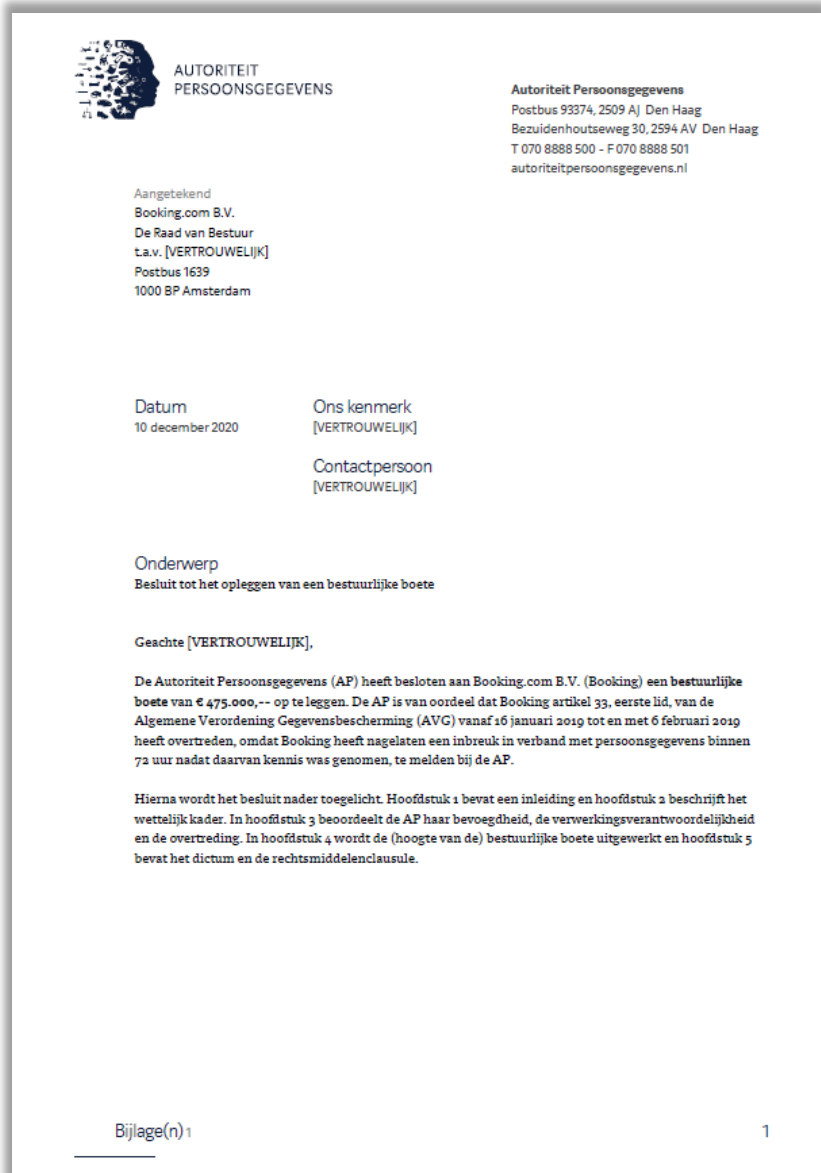 AUTORITEIT
PERSOONSGEGEVENS
Autoriteit Persoonsgegevens
Postbus 93374, 2509 AJ Den Haag
Bezuidenhoutseweg 30, 2594 AV Den Haag
T 070 8888 500 - F 070 8888 501
autoriteitpersoonsgegevens.nl
Aangetekend
Booking.com B.V.
De Raad van Bestuur
t.a.v. [VERTROUWELIJK]
Postbus 1639
1000 BP Amsterdam
Datum
10 december 2020
Ons kenmerk
[VERTROUWELIJK]
Contactpersoon
[VERTROUWELIJK]
Onderwerp
Besluit tot het opleggen van een bestuurlijke boete
Geachte [VERTROUWELIJK],
De Autoriteit Persoonsgegevens (AP) heeft besloten aan Booking.com B.V. (Booking) een bestuurlijke
boete van € 475.000,-- op te leggen. De AP is van oordeel dat Booking artikel 33, eerste lid, van de
Algemene Verordening Gegevensbescherming (AVG) vanaf 16 januari 2019 tot en met 6 februari 2019
heeft overtreden, omdat Booking heeft nagelaten een inbreuk in verband met persoonsgegevens binnen
72 uur nadat daarvan kennis was genomen, te melden bij de AP.
Hierna wordt het besluit nader toegelicht. Hoofdstuk 1 bevat een inleiding en hoofdstuk 2 beschrijft het
wettelijk kader. In hoofdstuk 3 beoordeelt de AP haar bevoegdheid, de verwerkingsverantwoordelijkheid
en de overtreding. In hoofdstuk 4 wordt de (hoogte van de) bestuurlijke boete uitgewerkt en hoofdstuk 5
bevat het dictum en de rechtsmiddelenclausule.
Bijlage(n) 1
1